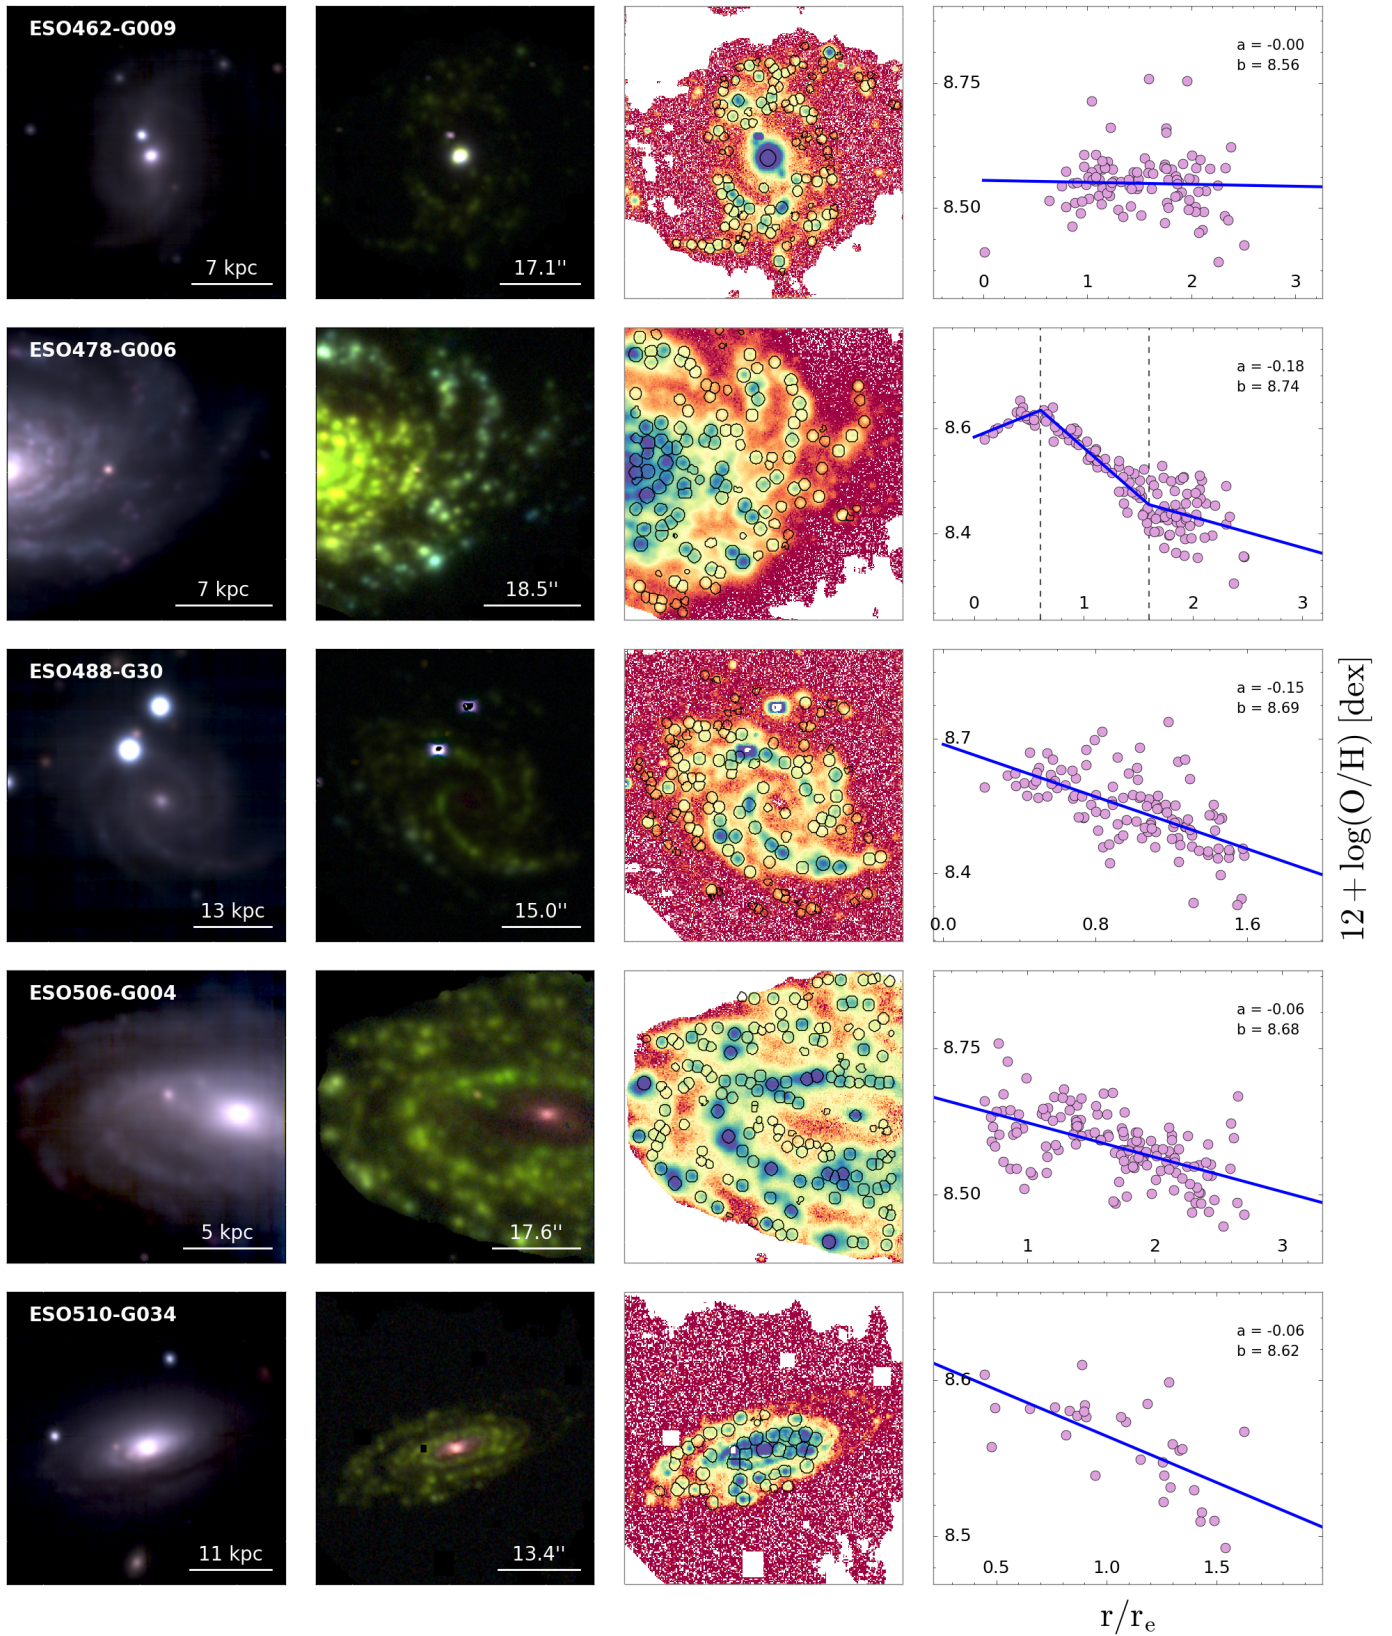 ESO462-G009
7 kpc
17.1''
a = -0.00
b = 8.56
8.75
8.50
0 1 2 3
ESO478-G006
7 kpc
18.5''
a = -0.18
b = 8.74
8.6
8.4
0 1 2 3
ESO488-G30
13 kpc
15.0''
a = -0.15
b = 8.69
8.7
8.4
0.0 0.8 1.6
12 + log(O/H) [dex]
ESO506-G004
5 kpc
17.6''
a = -0.06
b = 8.68
8.75
8.50
1 2 3
ESO510-G034
11 kpc
13.4''
a = -0.06
b = 8.62
8.6
8.5
0.5 1.0 1.5
r/re